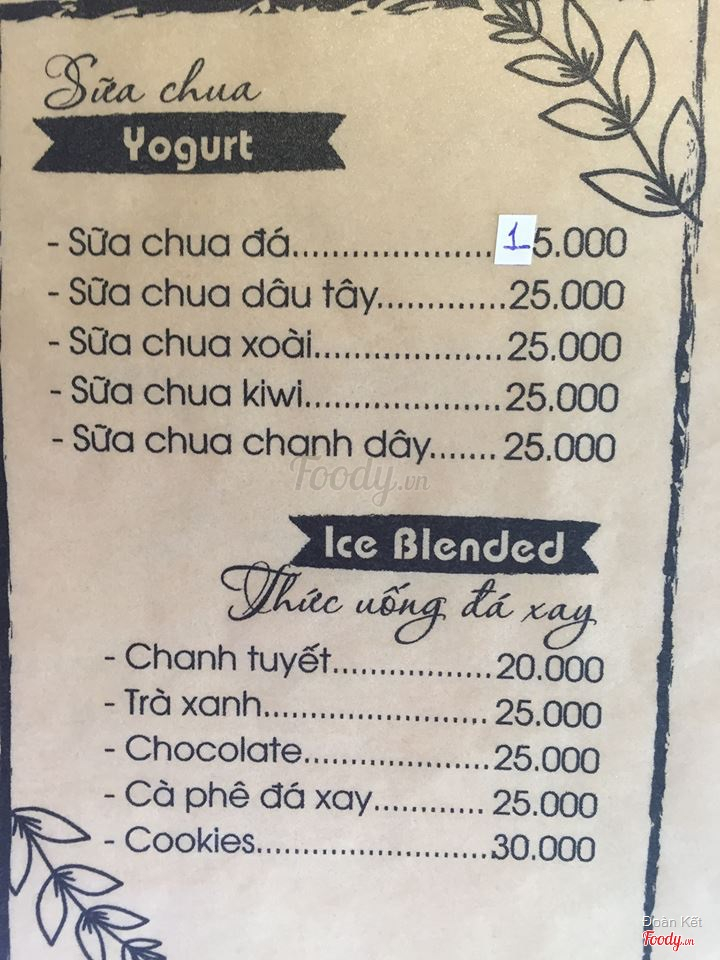 Sữa chua
Yogurt
- Sữa chua đá......................15.000
- Sữa chua dâu tây.............25.000
- Sữa chua xoài...................25.000
- Sữa chua kiwi....................25.000
- Sữa chua chanh dây.......25.000
Foody.vn
Ice Blended
Thức uống đá xay
- Chanh tuyết.................20.000
- Trà xanh.......................25.000
- Chocolate....................25.000
- Cà phê đá xay............25.000
- Cookies.........................30.000
Đoàn Kết
Foody.vn